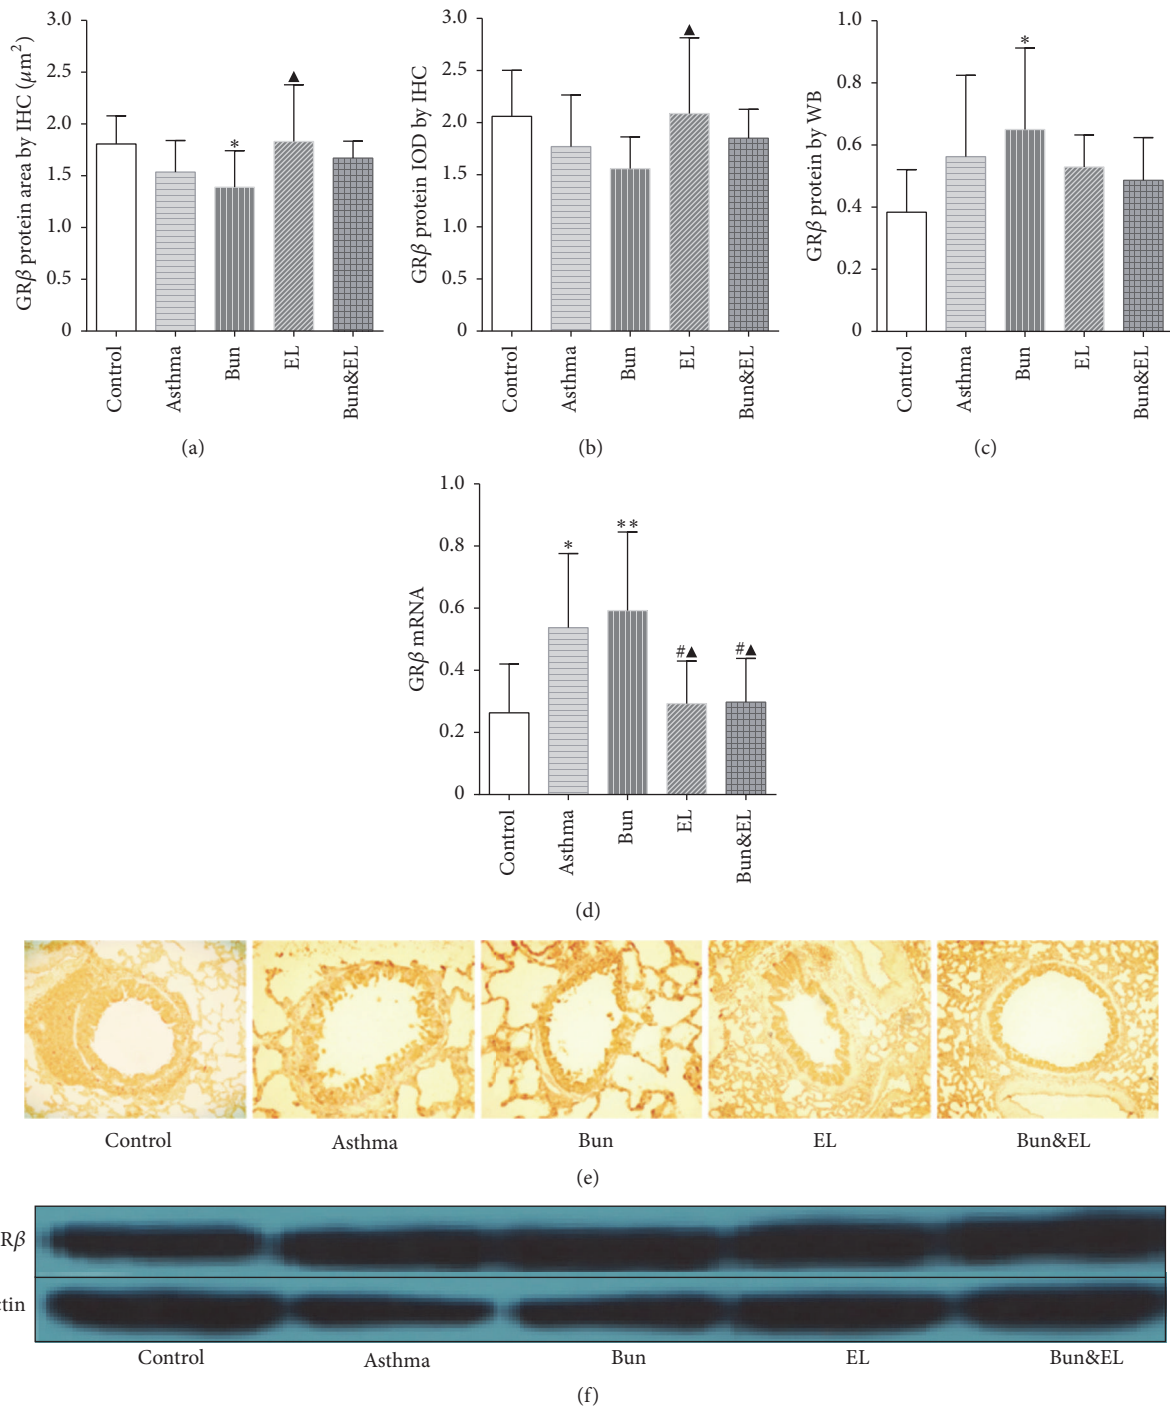 3.0
2.5
2.0
1.5
1.0
0.5
0
GRβ protein area by IHC (μm²)
*
▲
Control
Asthma
Bun
EL
Bun&EL
(a)
3.0
2.5
2.0
1.5
1.0
0.5
0
GRβ protein IOD by IHC
▲
Control
Asthma
Bun
EL
Bun&EL
(b)
1.0
0.8
0.6
0.4
0.2
0
GRβ protein by WB
*
Control
Asthma
Bun
EL
Bun&EL
(c)
1.0
0.8
0.6
0.4
0.2
0
GRβ mRNA
*
**
#▲
#▲
Control
Asthma
Bun
EL
Bun&EL
(d)
Control Asthma Bun EL Bun&EL
(e)
Rβ
ctin
Control Asthma Bun EL Bun&EL
(f)